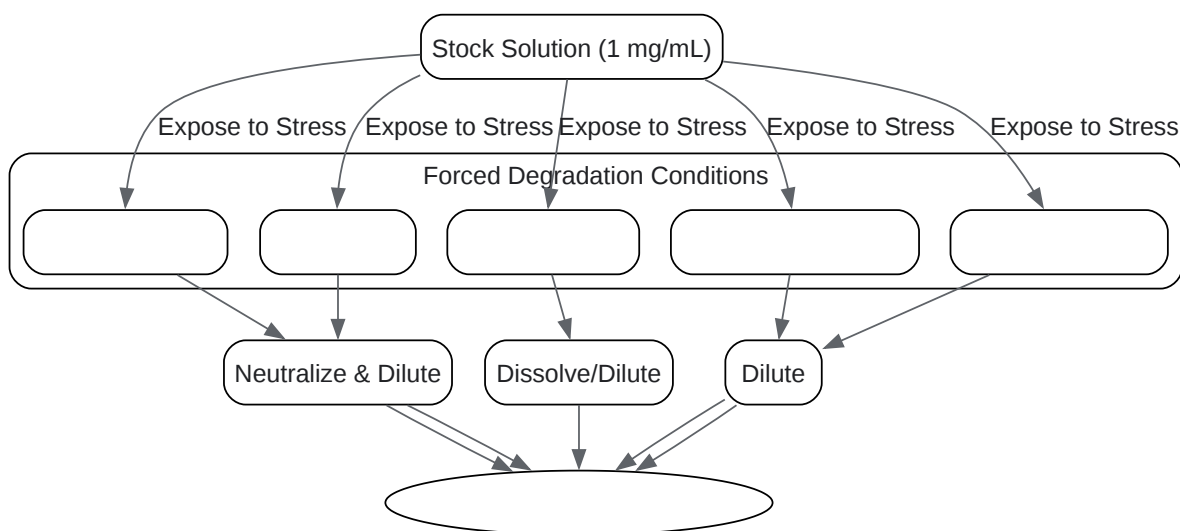 Stock Solution (1 mg/mL)
Expose to Stress
Expose to Stress
Expose to Stress
Expose to Stress
Expose to Stress
Forced Degradation Conditions
Neutralize & Dilute
Dissolve/Dilute
Dilute